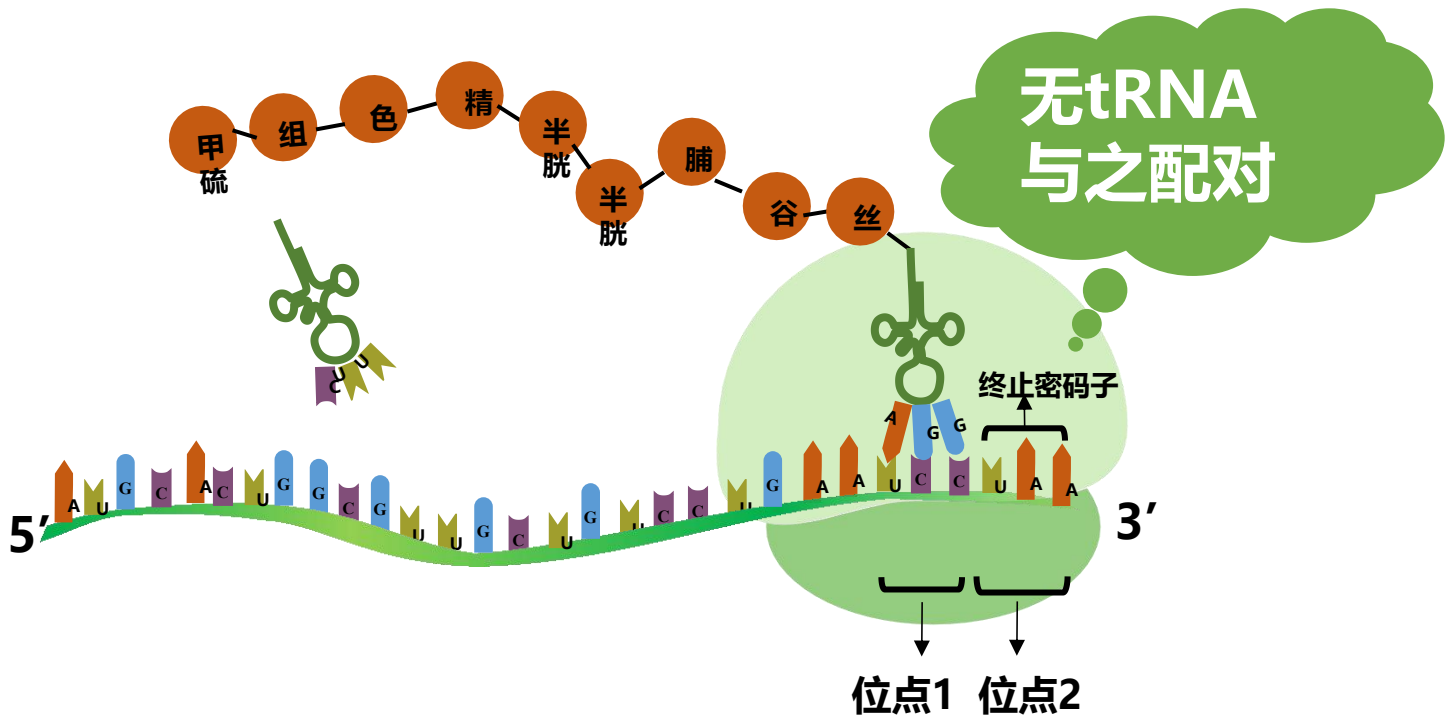 无tRNA
与之配对
甲
硫
组
色
精
半
胱
半
胱
脯
谷
丝
C U U
A G G
终止密码子
5′
A U G C A C U G G C G U U G C U G U C C U G A A U C C U A A
3′
位点1 位点2